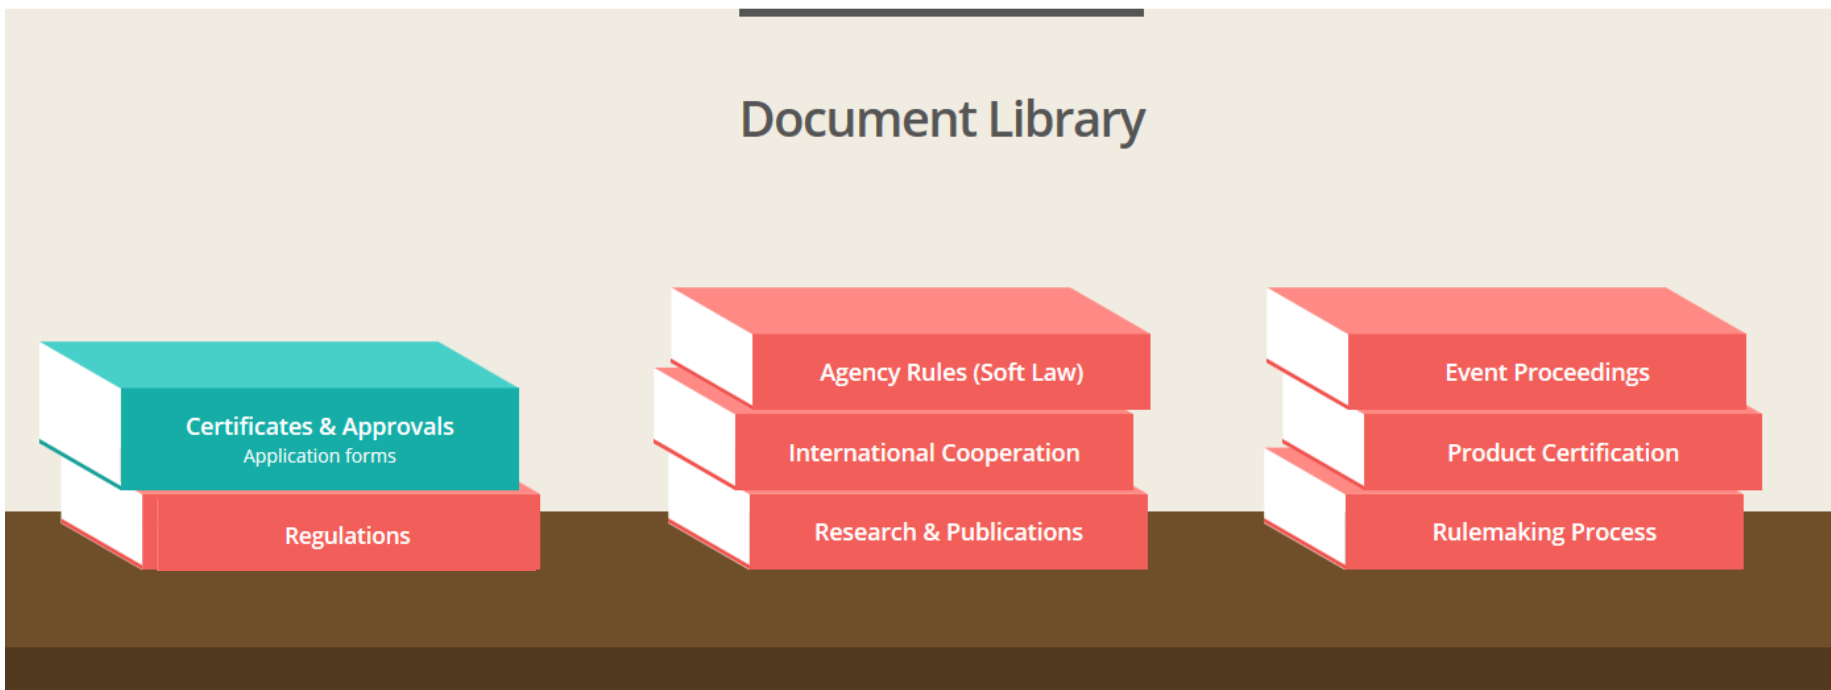 Document Library
Certificates & Approvals
Application forms
Regulations
Agency Rules (Soft Law)
International Cooperation
Research & Publications
Event Proceedings
Product Certification
Rulemaking Process